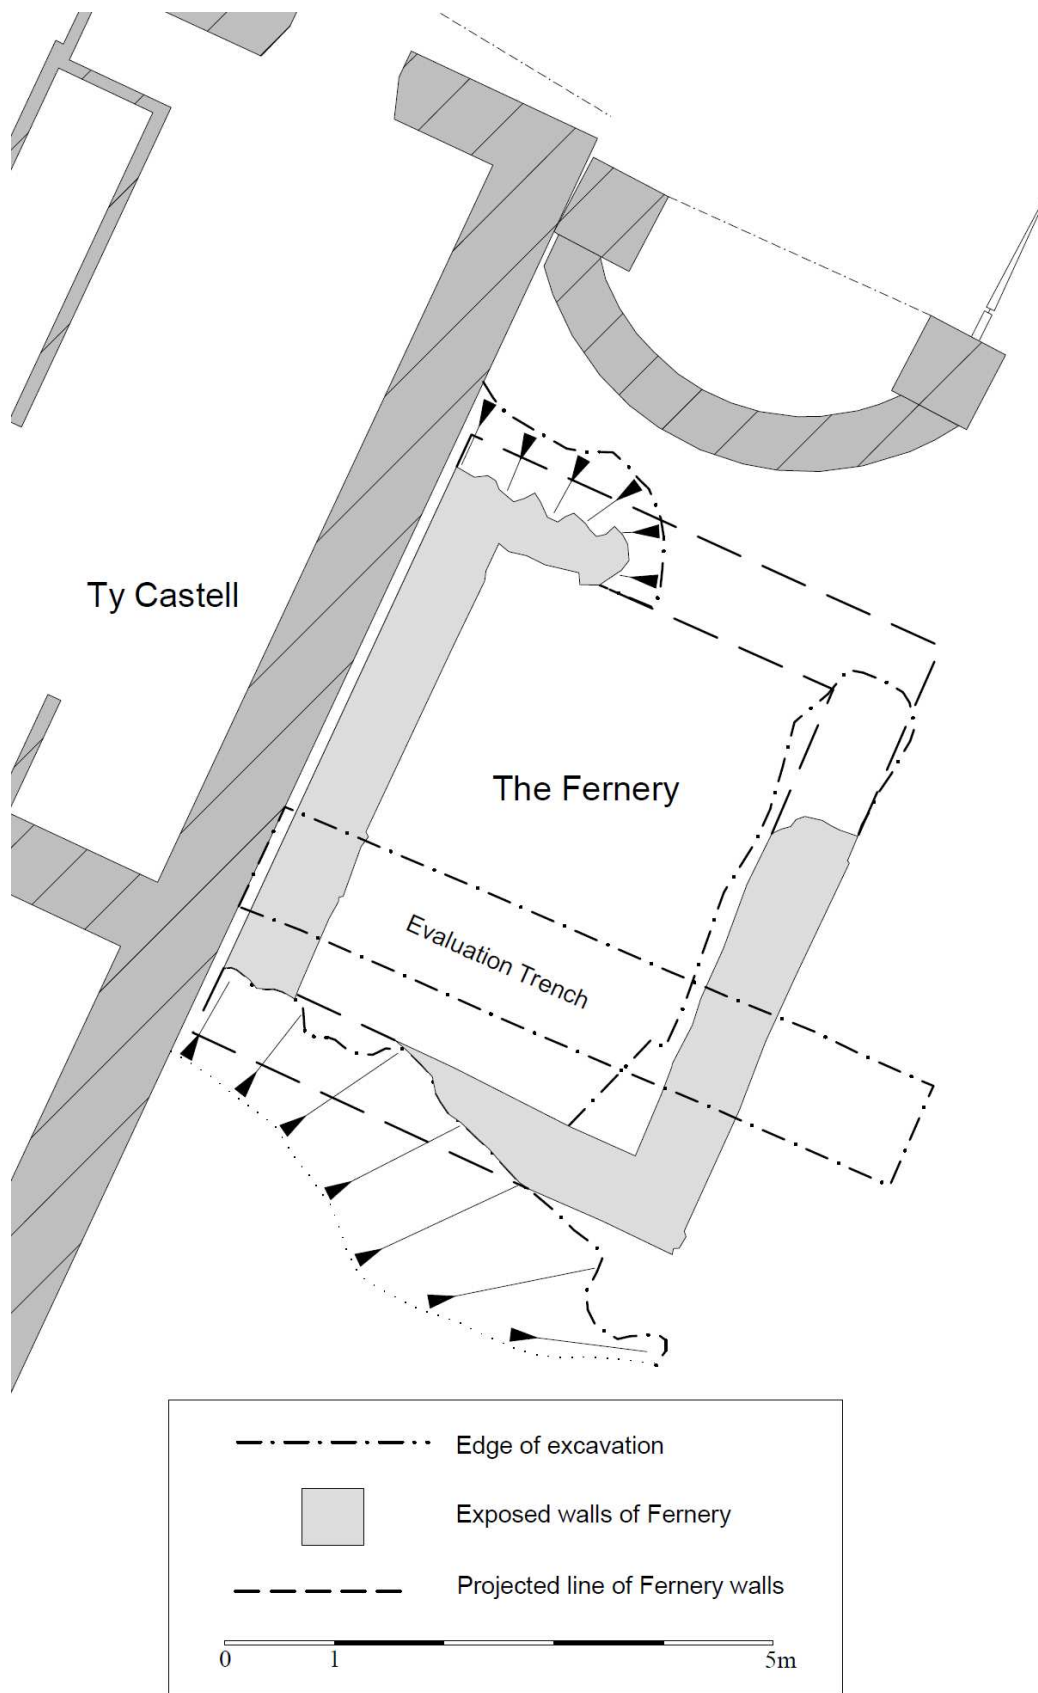 Ty Castell
The Fernery
Evaluation Trench
Edge of excavation
Exposed walls of Fernery
Projected line of Fernery walls
0 1 5m